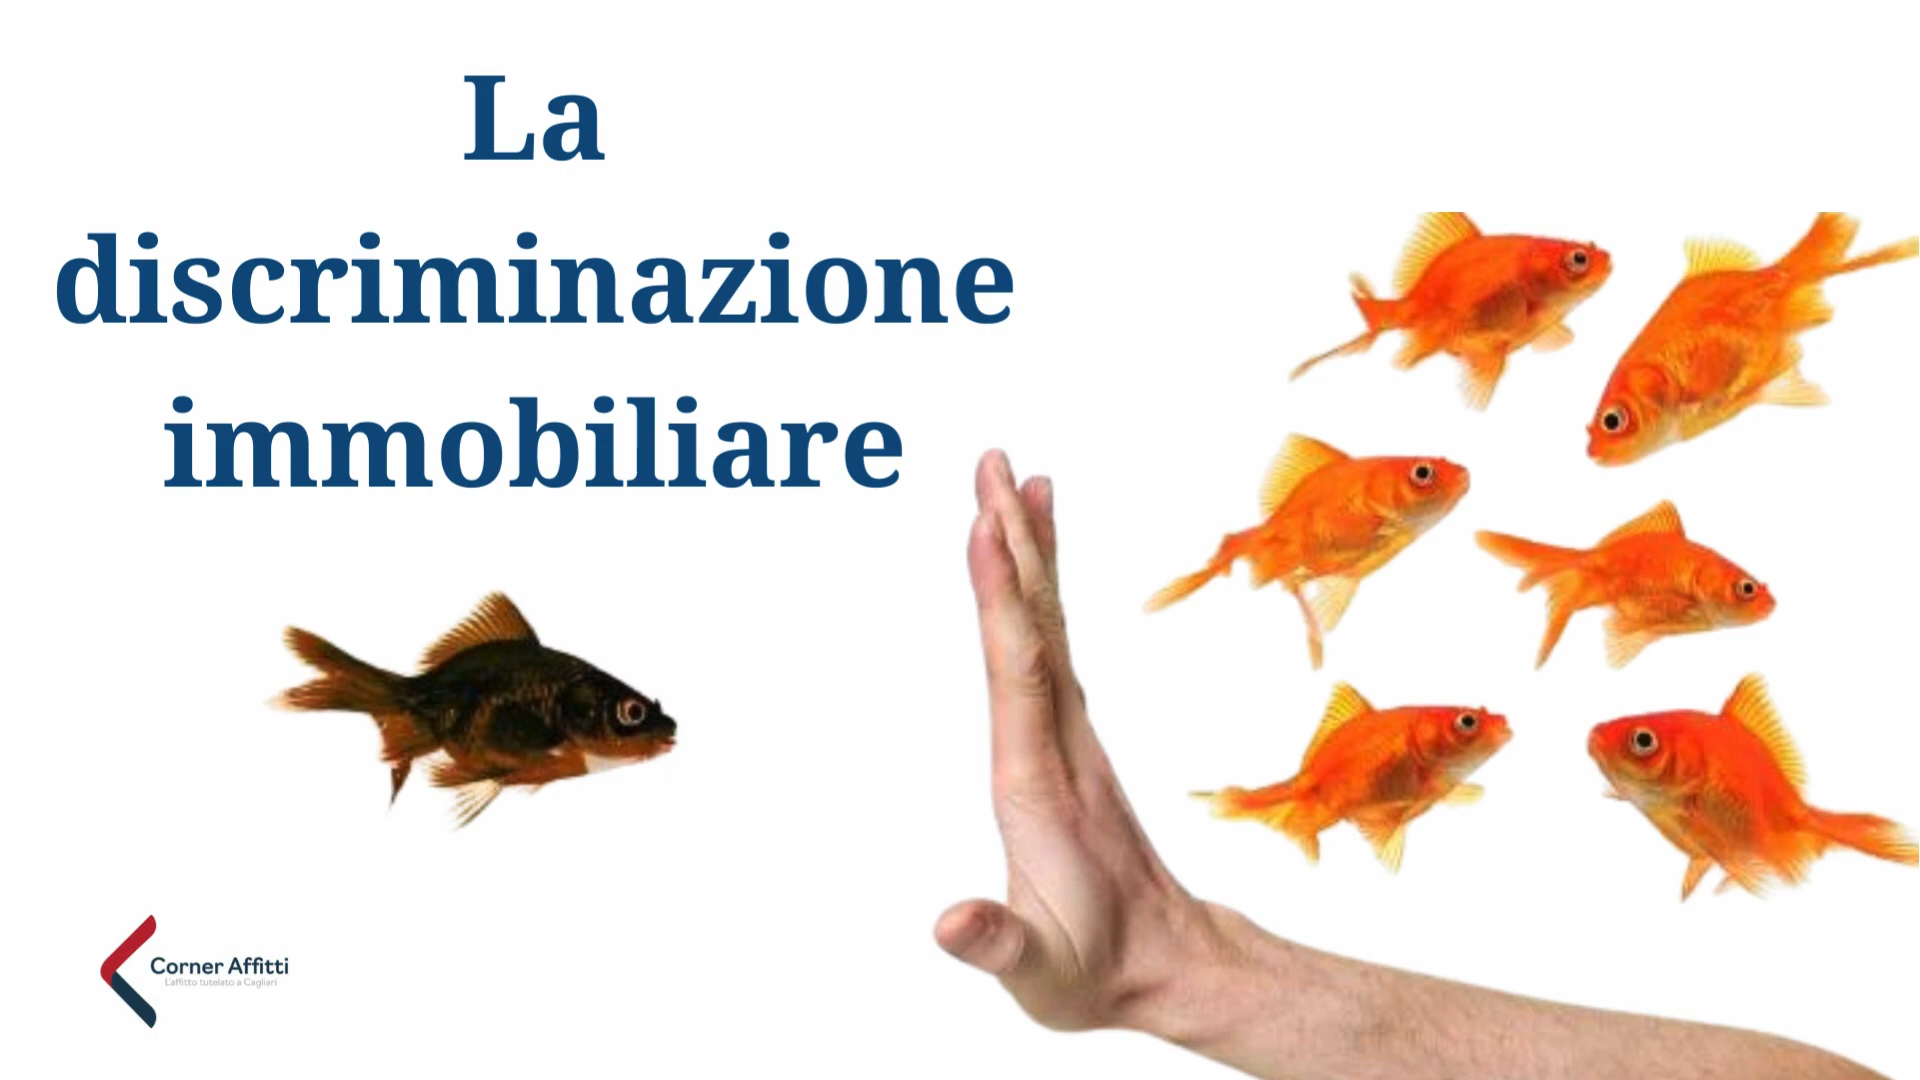 La
discriminazione
immobiliare
Corner Affitti
L'affitto tutelato a Cagliari